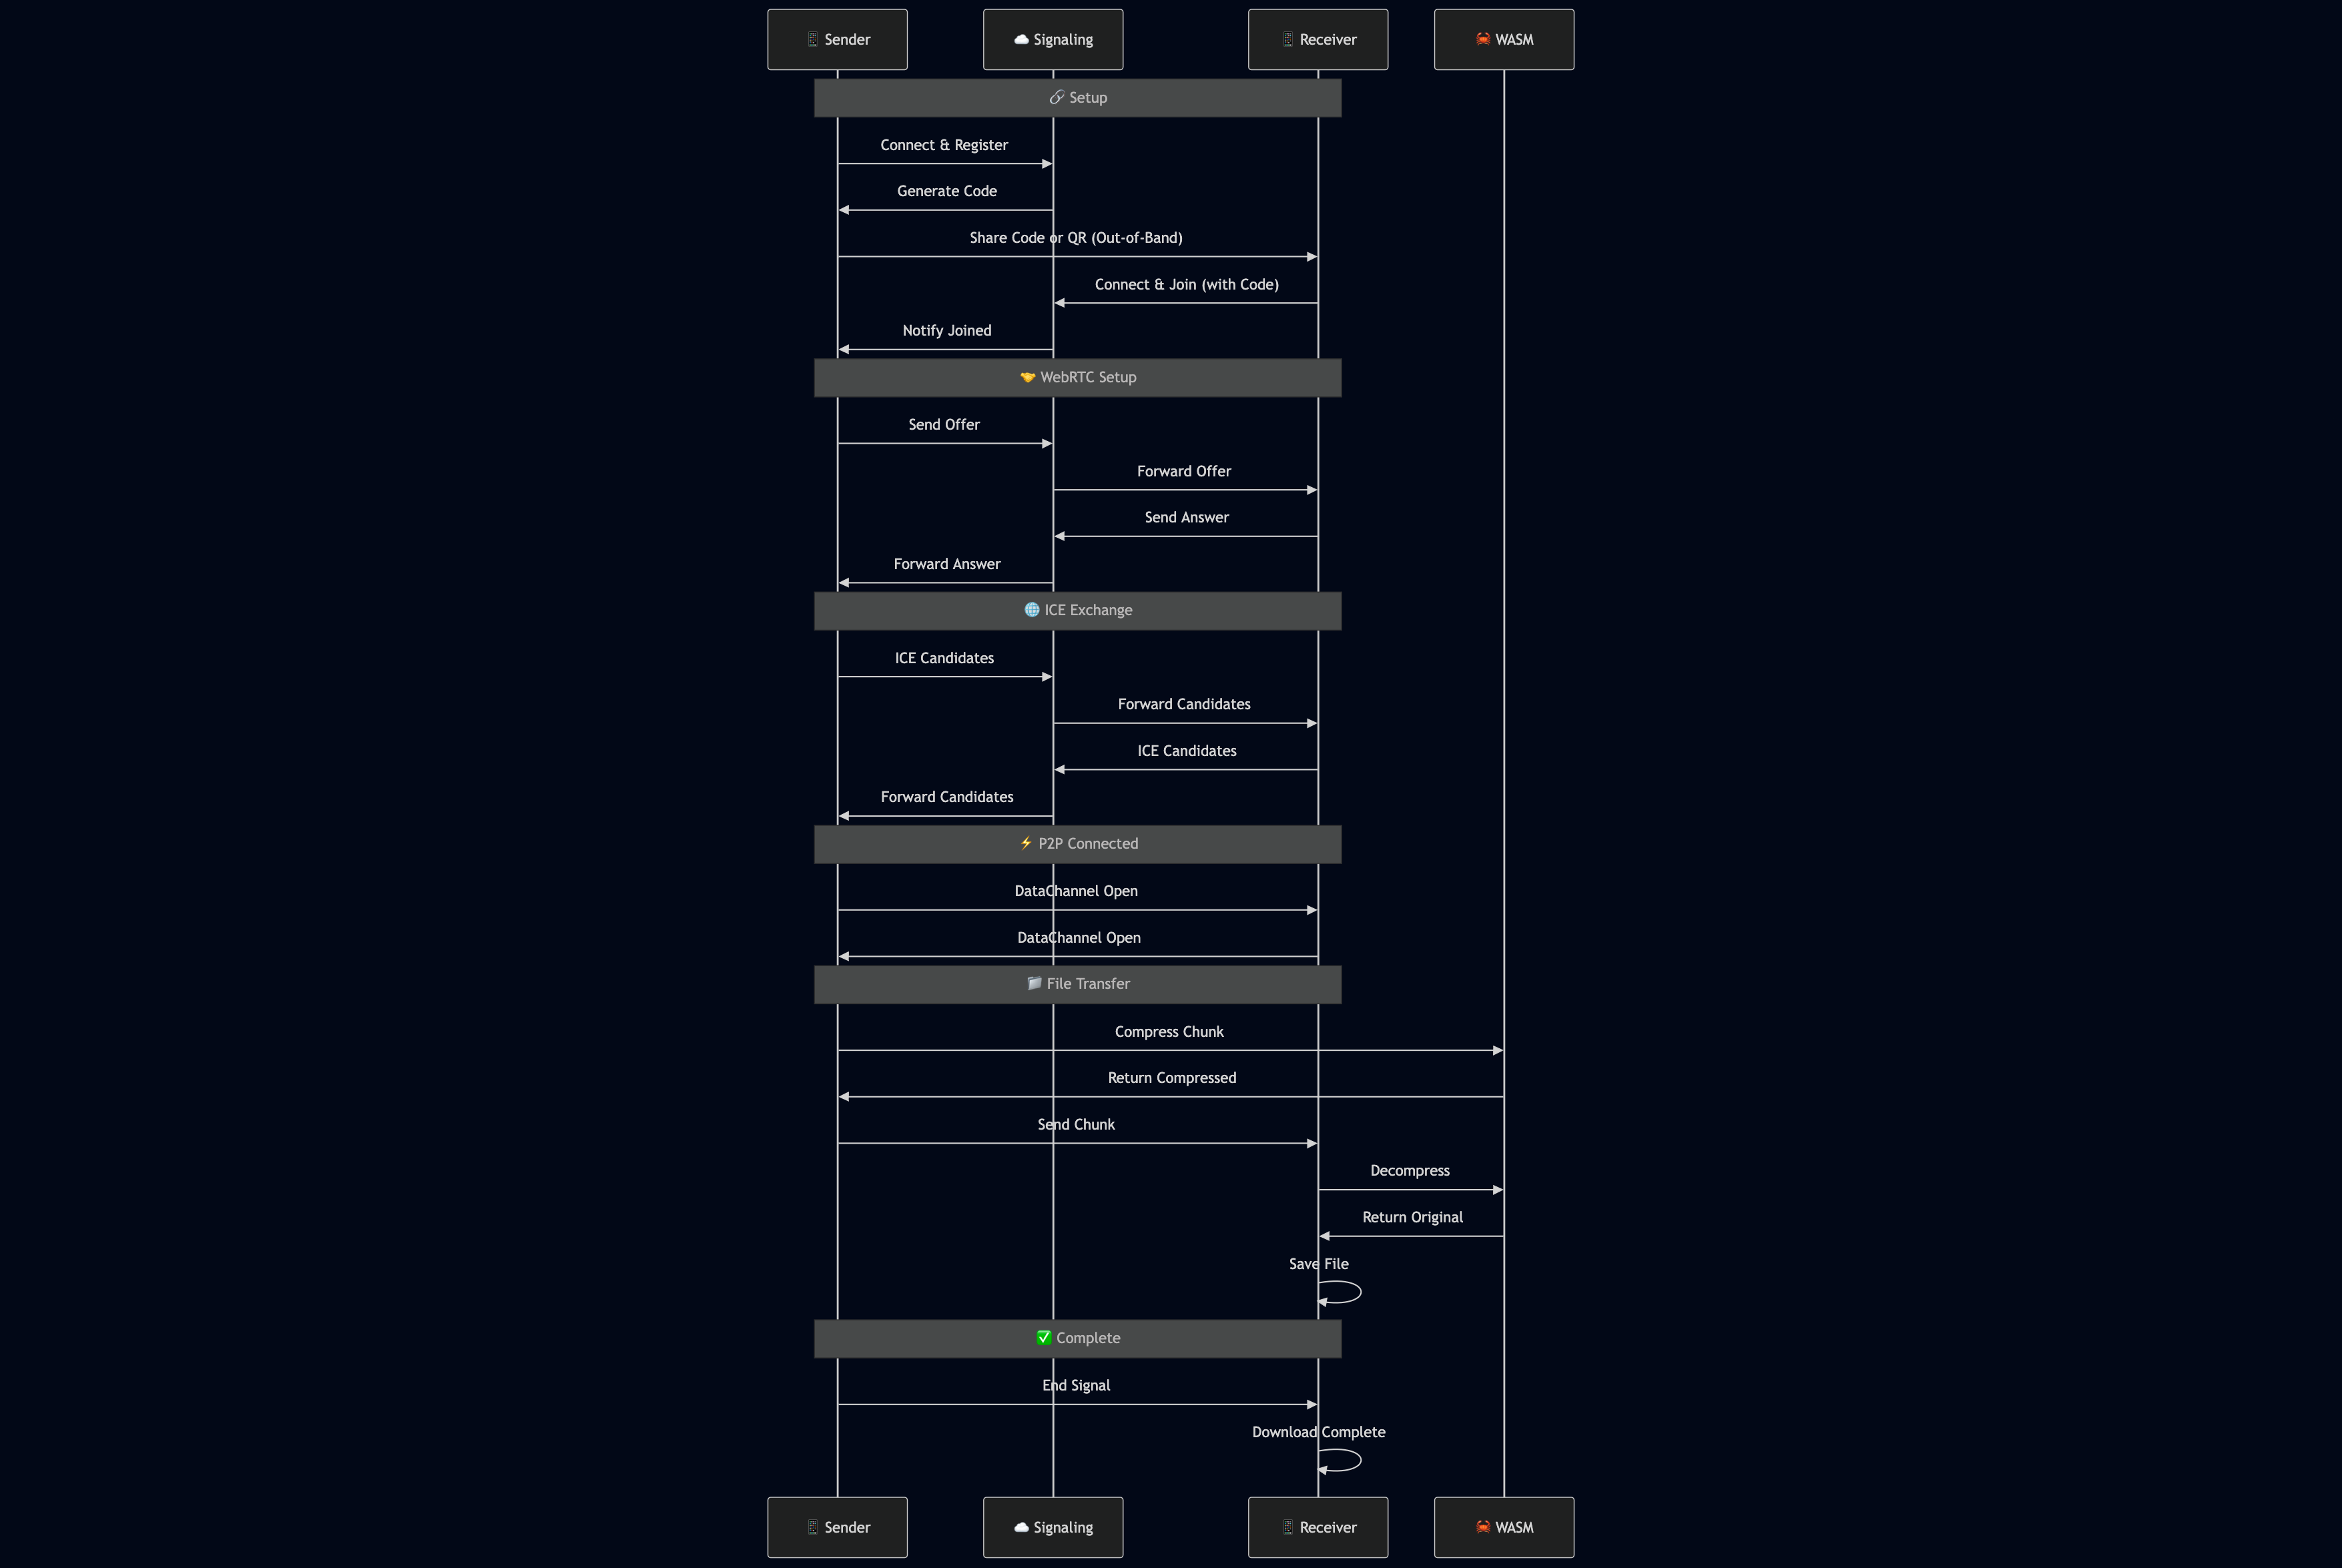 📱 Sender
☁️ Signaling
📱 Receiver
🦀 WASM
🔗 Setup
Connect & Register
Generate Code
Share Code or QR (Out-of-Band)
Connect & Join (with Code)
Notify Joined
🤝 WebRTC Setup
Send Offer
Forward Offer
Send Answer
Forward Answer
🌐 ICE Exchange
ICE Candidates
Forward Candidates
ICE Candidates
Forward Candidates
⚡ P2P Connected
DataChannel Open
DataChannel Open
📁 File Transfer
Compress Chunk
Return Compressed
Send Chunk
Decompress
Return Original
Save File
✅ Complete
End Signal
Download Complete
📱 Sender
☁️ Signaling
📱 Receiver
🦀 WASM